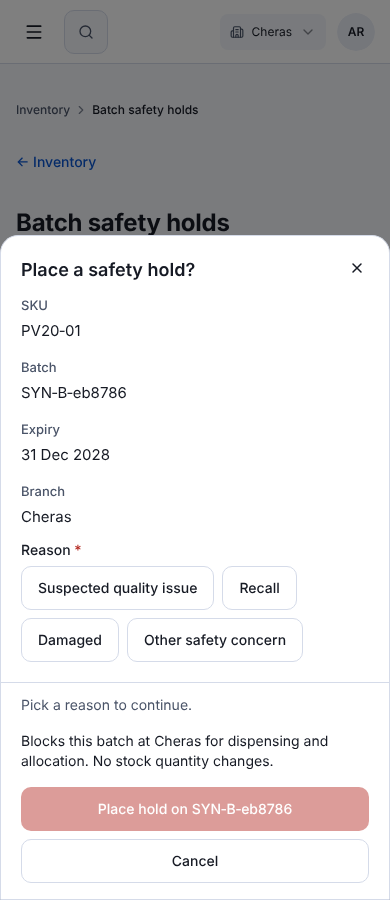 Cheras
AR
Inventory > Batch safety holds
← Inventory
Batch safety holds
Place a safety hold?
SKU
PV20-01
Batch
SYN-B-eb8786
Expiry
31 Dec 2028
Branch
Cheras
Reason *
Suspected quality issue
Recall
Damaged
Other safety concern
Pick a reason to continue.
Blocks this batch at Cheras for dispensing and
allocation. No stock quantity changes.
Place hold on SYN-B-eb8786
Cancel